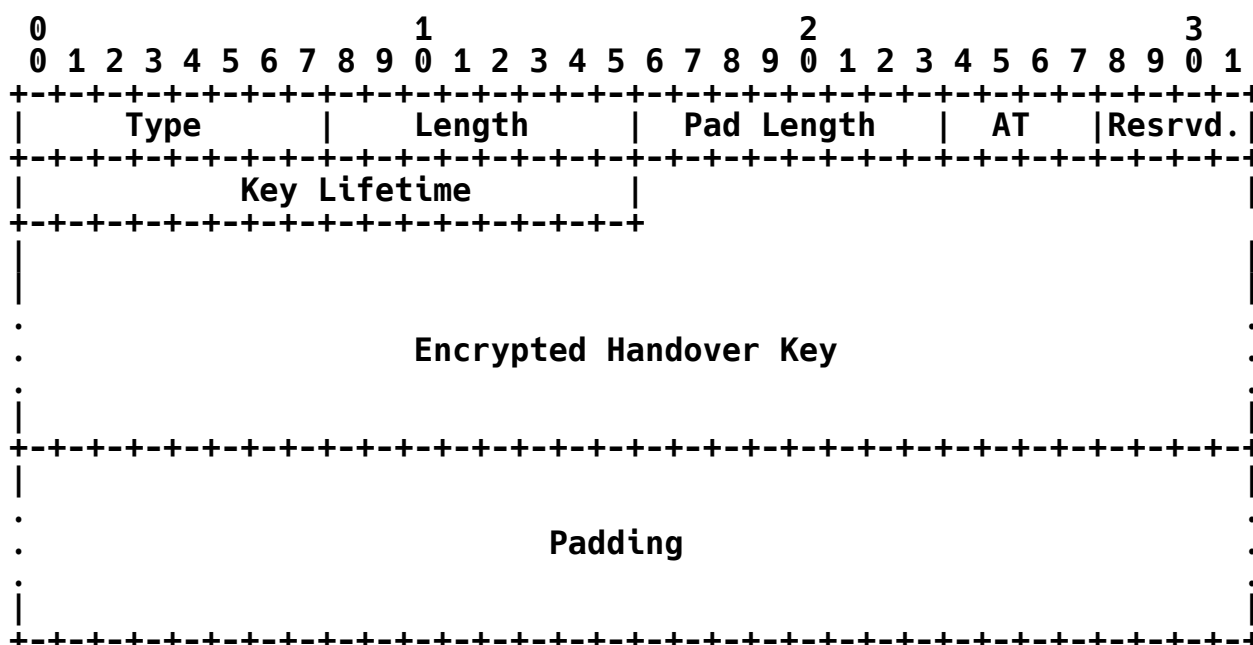 0                   1                   2                   3
 0 1 2 3 4 5 6 7 8 9 0 1 2 3 4 5 6 7 8 9 0 1 2 3 4 5 6 7 8 9 0 1
+-+-+-+-+-+-+-+-+-+-+-+-+-+-+-+-+-+-+-+-+-+-+-+-+-+-+-+-+-+-+-+-+
|     Type      |    Length     |  Pad Length   |  AT   |Resrvd.|
+-+-+-+-+-+-+-+-+-+-+-+-+-+-+-+-+-+-+-+-+-+-+-+-+-+-+-+-+-+-+-+-+
|           Key Lifetime        |                               |
+-+-+-+-+-+-+-+-+-+-+-+-+-+-+-+-+
|                                                               |
|                                                               |
.                                                               .
.                    Encrypted Handover Key                     .
.                                                               .
|                                                               |
+-+-+-+-+-+-+-+-+-+-+-+-+-+-+-+-+-+-+-+-+-+-+-+-+-+-+-+-+-+-+-+-+
|                                                               |
.                                                               .
.                           Padding                             .
.                                                               .
|                                                               |
+-+-+-+-+-+-+-+-+-+-+-+-+-+-+-+-+-+-+-+-+-+-+-+-+-+-+-+-+-+-+-+-+